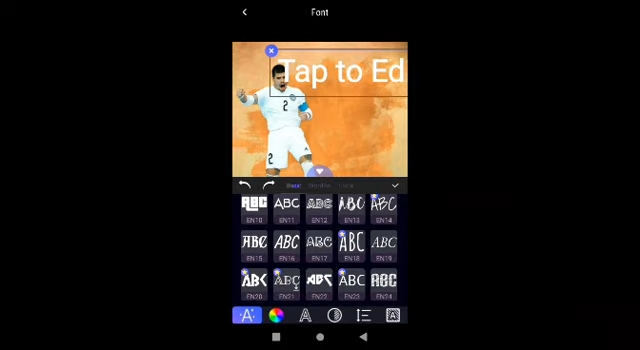 Font
Tap to Ed
2
2
ABC ABC ABC ABC ABC
EN10 EN11 EN12 EN13 EN14
ABC ABC ABC ABC ABC
EN15 EN16 EN17 EN18 EN19
ABC ABC ABC ABC ABC
EN20 EN21 EN22 EN23 EN24
A A A